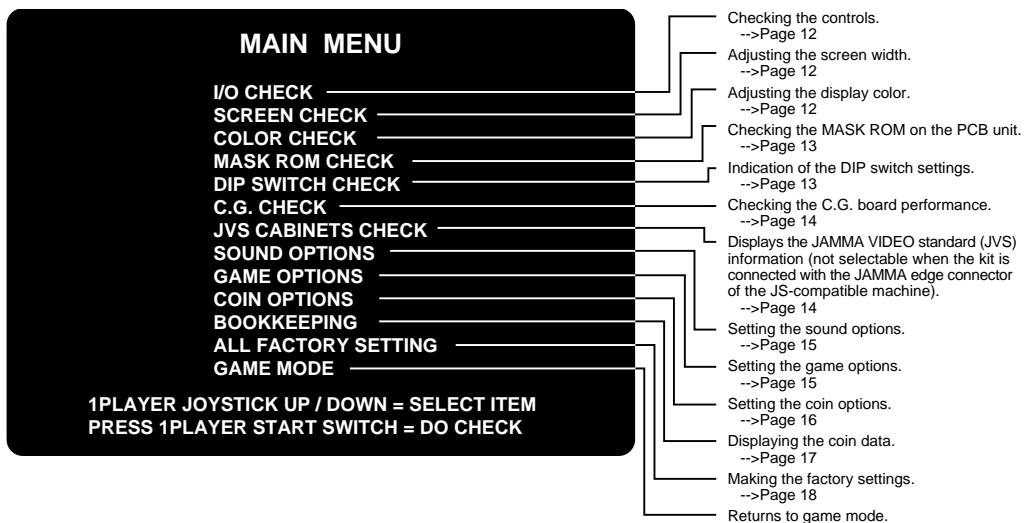 MAIN MENU
I/O CHECK
SCREEN CHECK
COLOR CHECK
MASK ROM CHECK
DIP SWITCH CHECK
C.G. CHECK
JVS CABINETS CHECK
SOUND OPTIONS
GAME OPTIONS
COIN OPTIONS
BOOKKEEPING
ALL FACTORY SETTING
GAME MODE
1PLAYER JOYSTICK UP / DOWN = SELECT ITEM
PRESS 1PLAYER START SWITCH = DO CHECK
Checking the controls.
-->Page 12
Adjusting the screen width.
-->Page 12
Adjusting the display color.
-->Page 12
Checking the MASK ROM on the PCB unit.
-->Page 13
Indication of the DIP switch settings.
-->Page 13
Checking the C.G. board performance.
-->Page 14
Displays the JAMMA VIDEO standard (JVS)
information (not selectable when the kit is
connected with the JAMMA edge connector
of the JS-compatible machine).
-->Page 14
Setting the sound options.
-->Page 15
Setting the game options.
-->Page 15
Setting the coin options.
-->Page 16
Displaying the coin data.
-->Page 17
Making the factory settings.
-->Page 18
Returns to game mode.